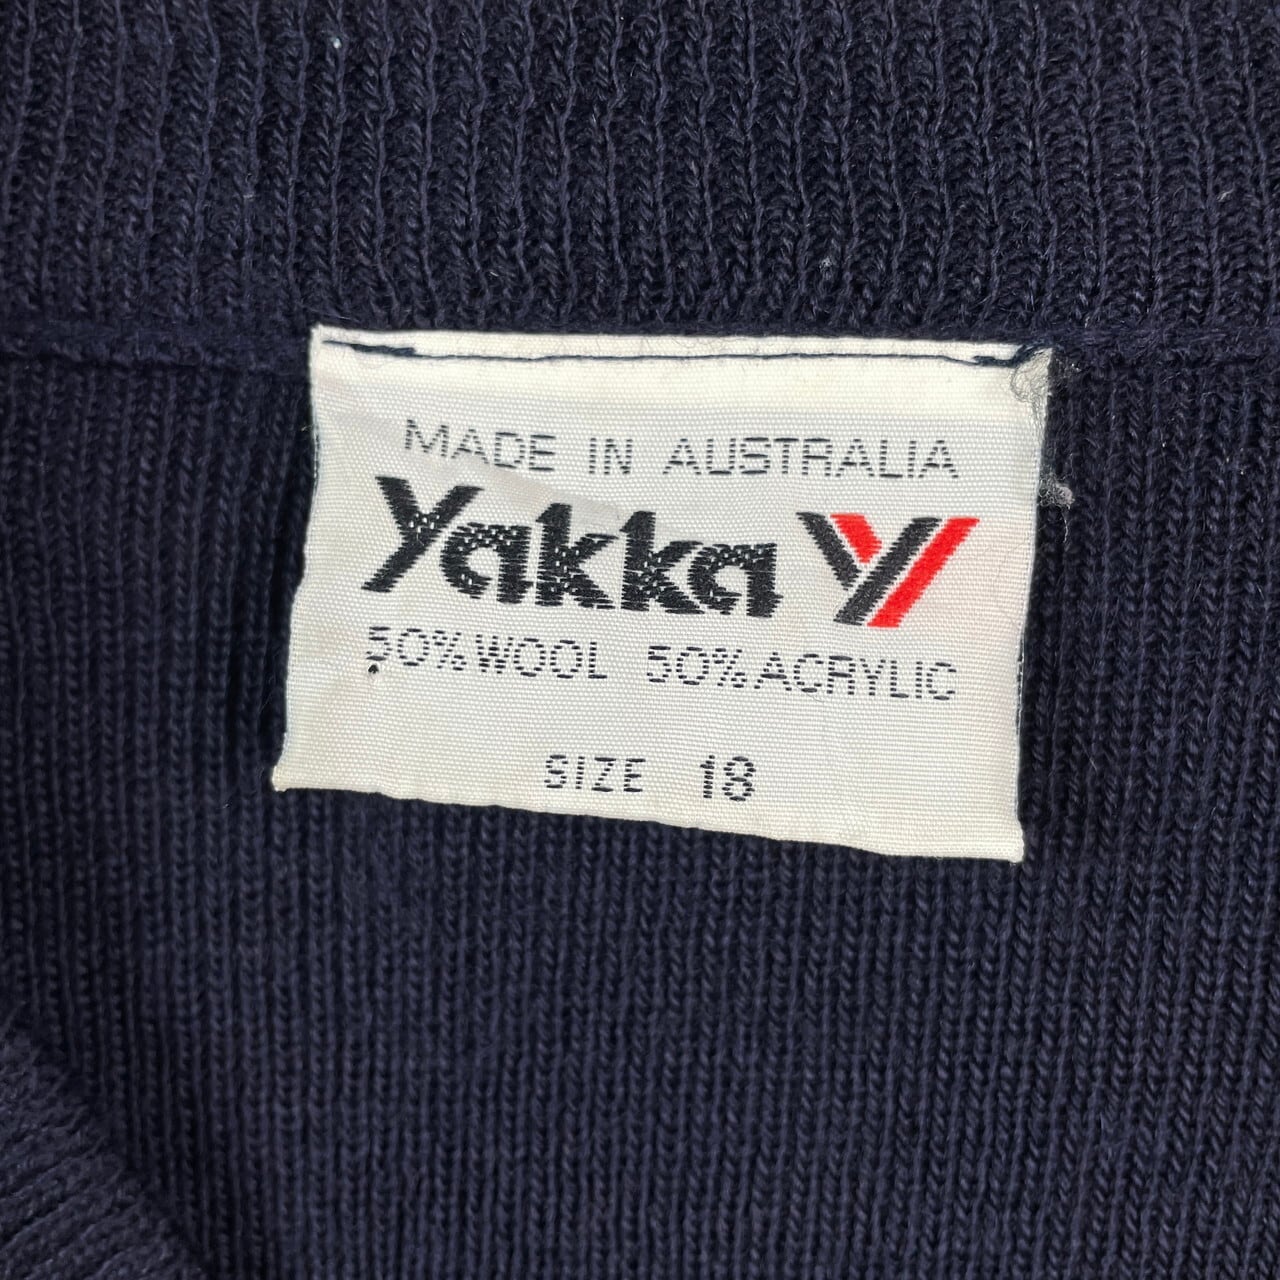 MADE IN AUSTRALIA
Yakka
50% WOOL 50% ACRYLIC
SIZE 18